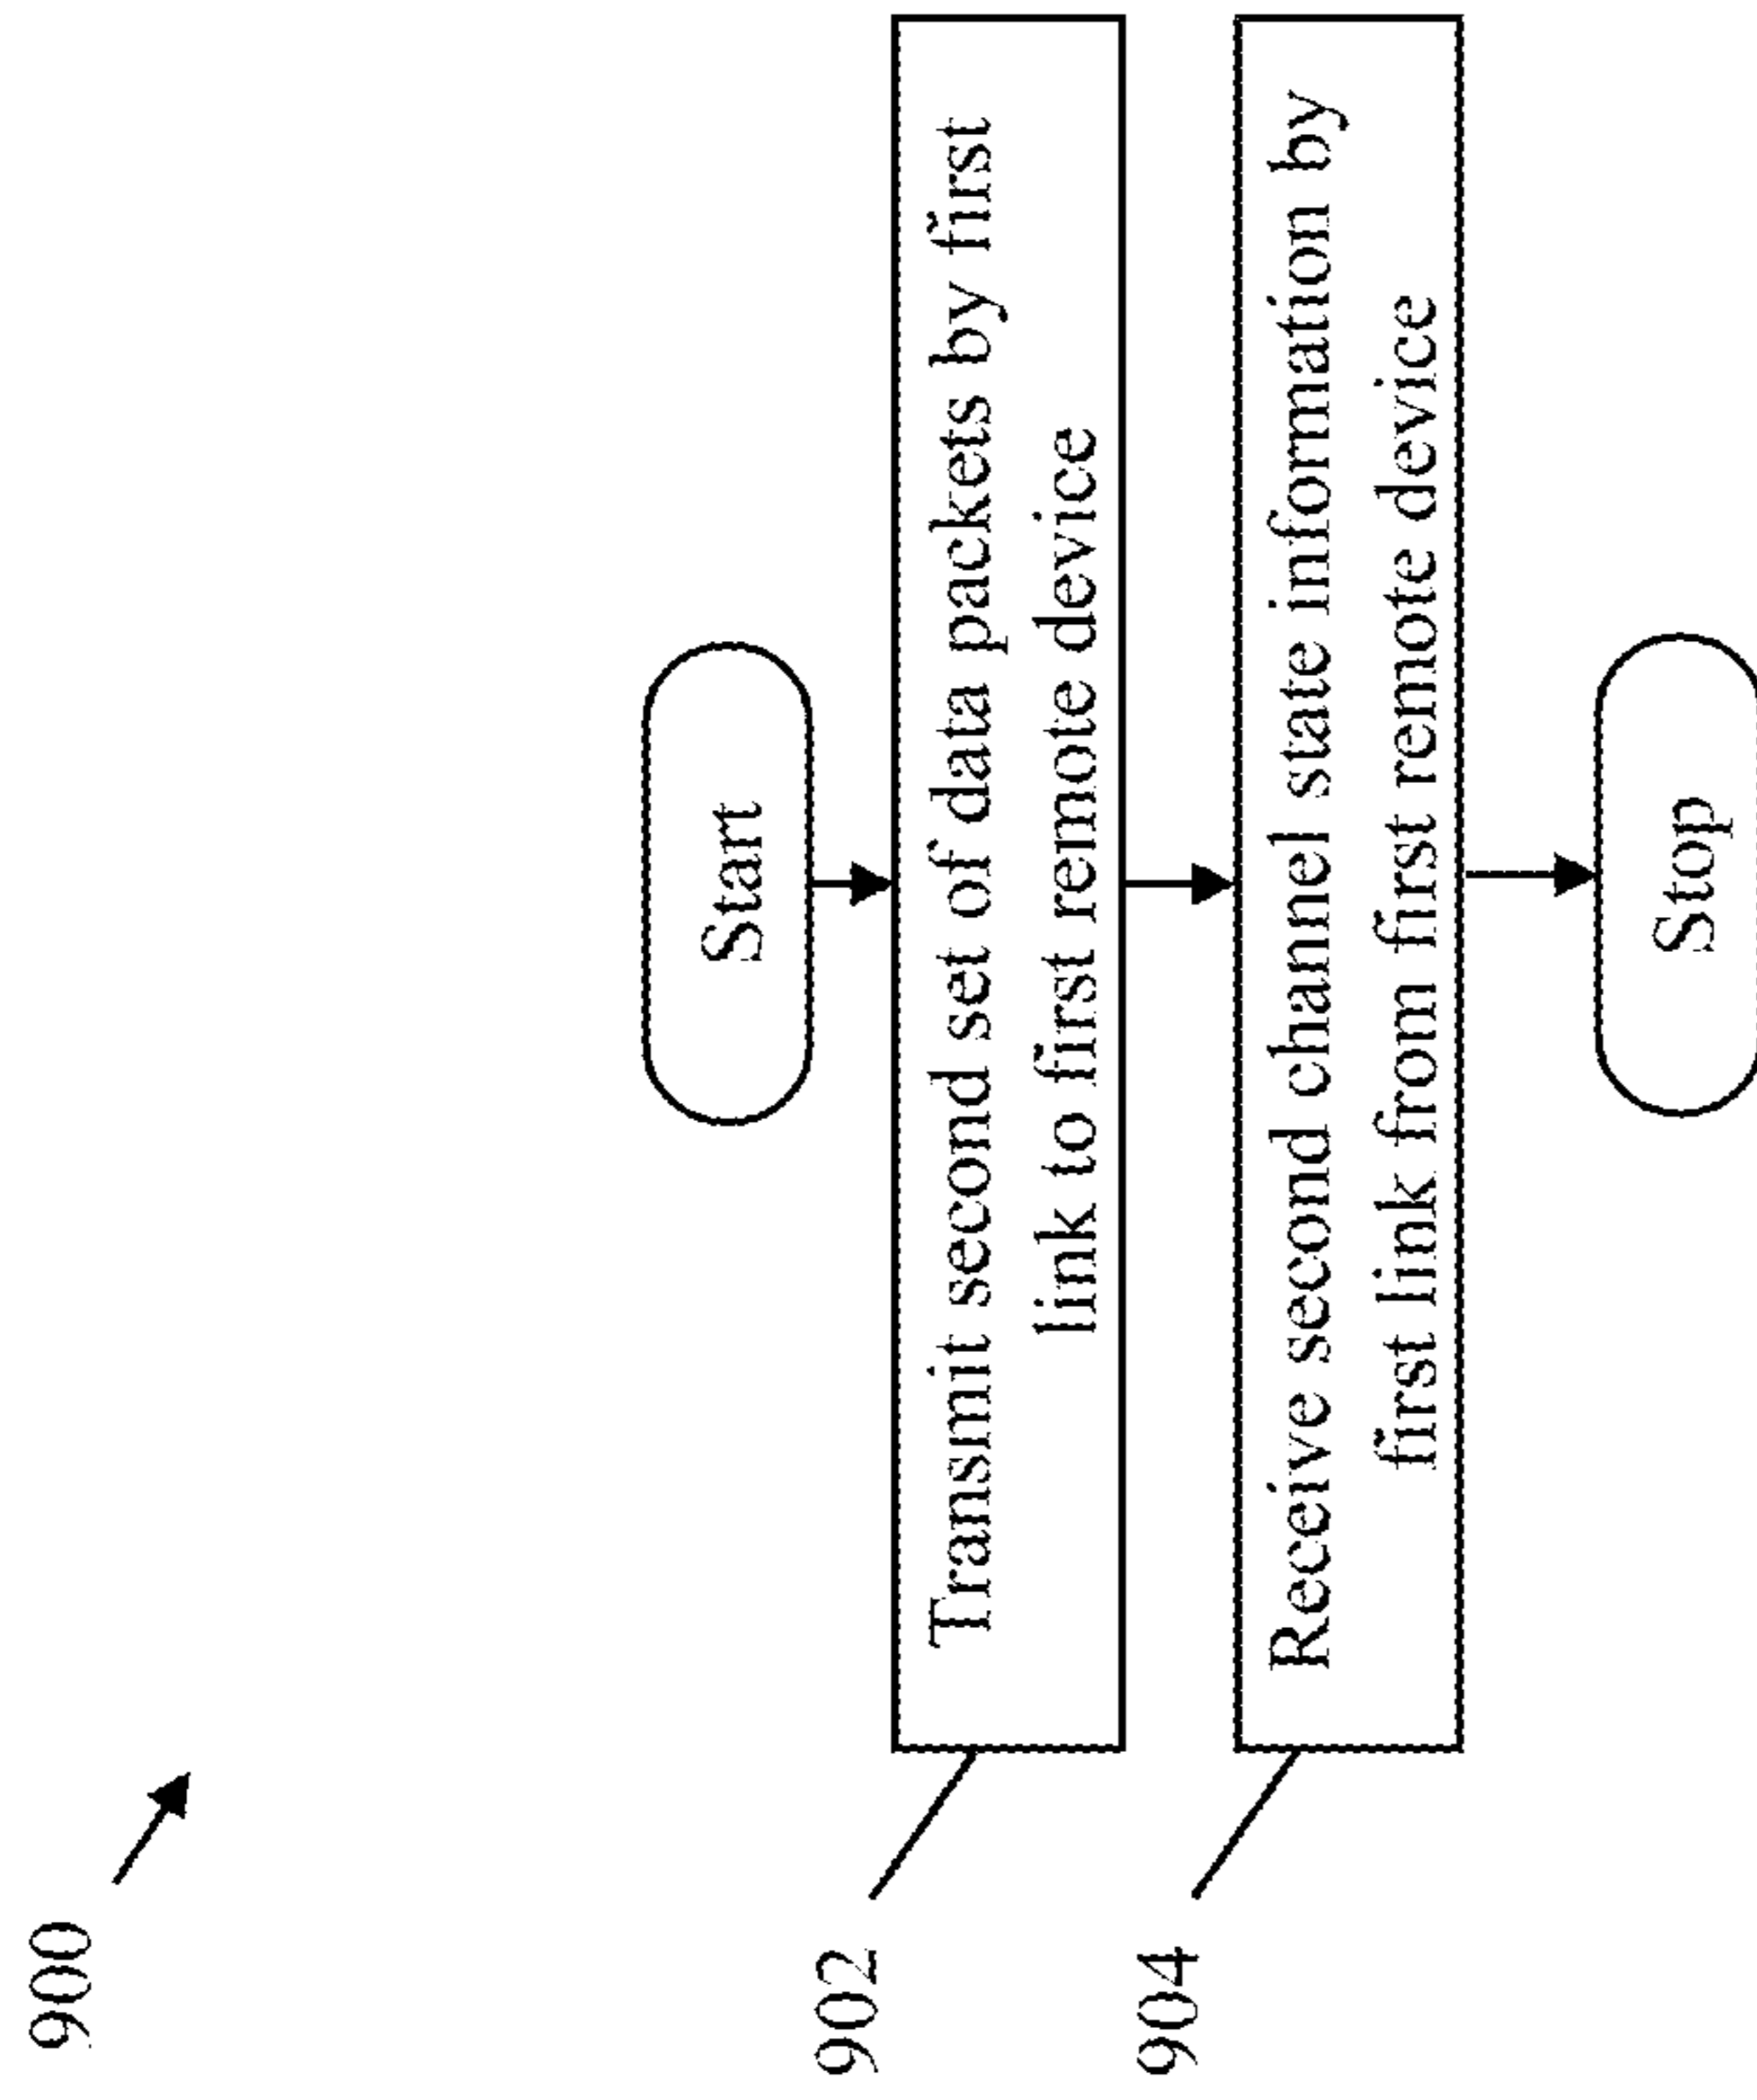 900
Start
902
Transmit second set of data packets by first
link to first remote device
904
Receive second channel state information by
first link from first remote device
Stop